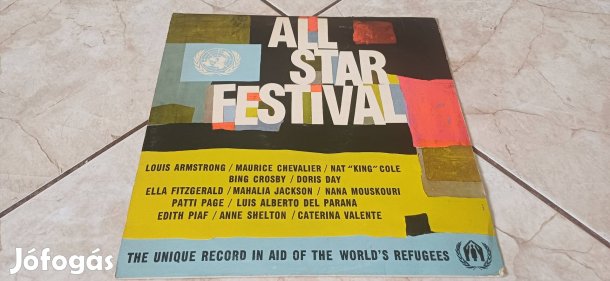 ALL
STAR
FESTIVAL
LOUIS ARMSTRONG / MAURICE CHEVALIER / NAT "KING" COLE
BING CROSBY / DORIS DAY
ELLA FITZGERALD / MAHALIA JACKSON / NANA MOUSKOURI
PATTI PAGE / LUIS ALBERTO DEL PARANA
EDITH PIAF / ANNE SHELTON / CATERINA VALENTE
THE UNIQUE RECORD IN AID OF THE WORLD'S REFUGEES
Jófogás